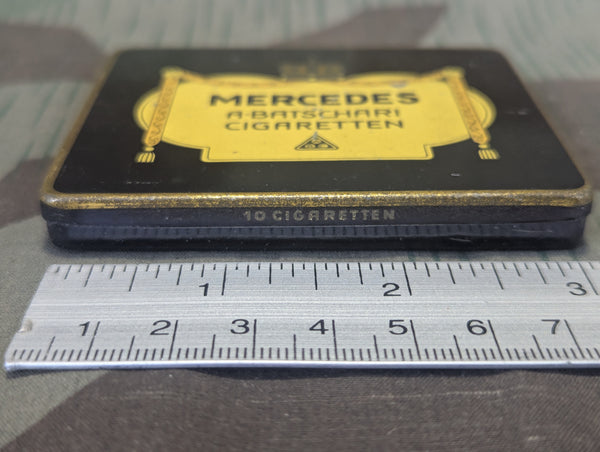 MERCEDES
A·BATSCHARI
CIGARETTEN
10 CIGARETTEN
1 2 3
1 2 3 4 5 6 7